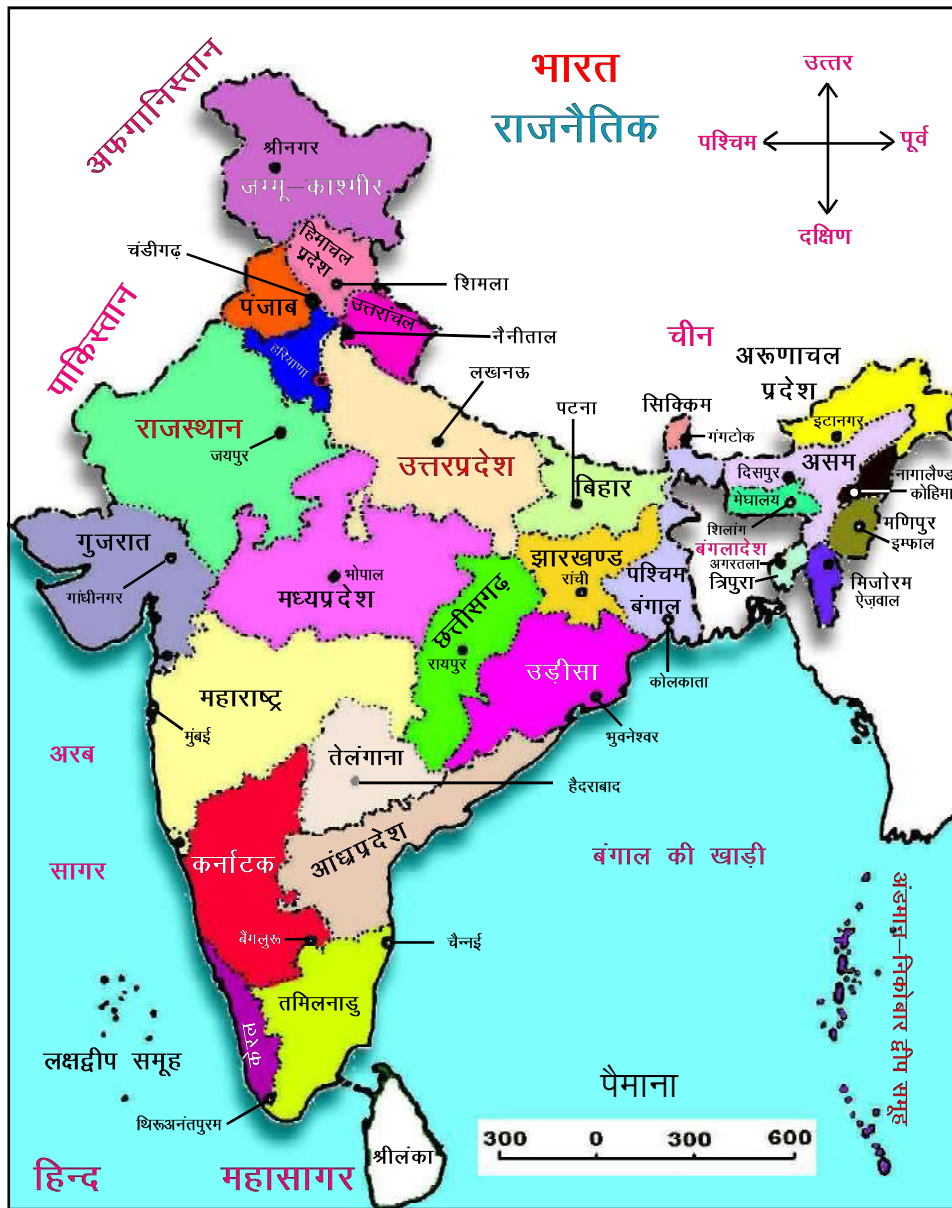 भारत
राजनैतिक
उत्तर
पश्चिम
पूर्व
दक्षिण
अफगानिस्तान
श्रीनगर
जम्मू-काश्मीर
हिमाचल
प्रदेश
चंडीगढ़
शिमला
पंजाब
उत्तरांचल
नैनीताल
पाकिस्तान
हरियाणा
चीन
लखनऊ
अरूणाचल
प्रदेश
राजस्थान
जयपुर
उत्तरप्रदेश
पटना
सिक्किम
गंगटोक
इटानगर
असम
बिहार
दिसपुर
नागालैण्ड
कोहिमा
मेघालय
शिलांग
मणिपुर
इम्फाल
गुजरात
गांधीनगर
भोपाल
मध्यप्रदेश
झारखण्ड
रांची
पश्चिम
बंगाल
बंगलादेश
अगरतला
त्रिपुरा
मिजोरम
ऐज़वाल
छत्तीसगढ़
रायपुर
उड़ीसा
कोलकाता
महाराष्ट्र
मुंबई
भुवनेश्वर
तेलंगाना
हैदराबाद
अरब
सागर
कर्नाटक
आंध्रप्रदेश
बंगाल की खाड़ी
अंडमान-निकोबार द्वीप समूह
बैंगलुरू
चैन्नई
तमिलनाडु
केरल
लक्षद्वीप समूह
थिरूअनंतपुरम
पैमाना
300 0 300 600
श्रीलंका
हिन्द महासागर